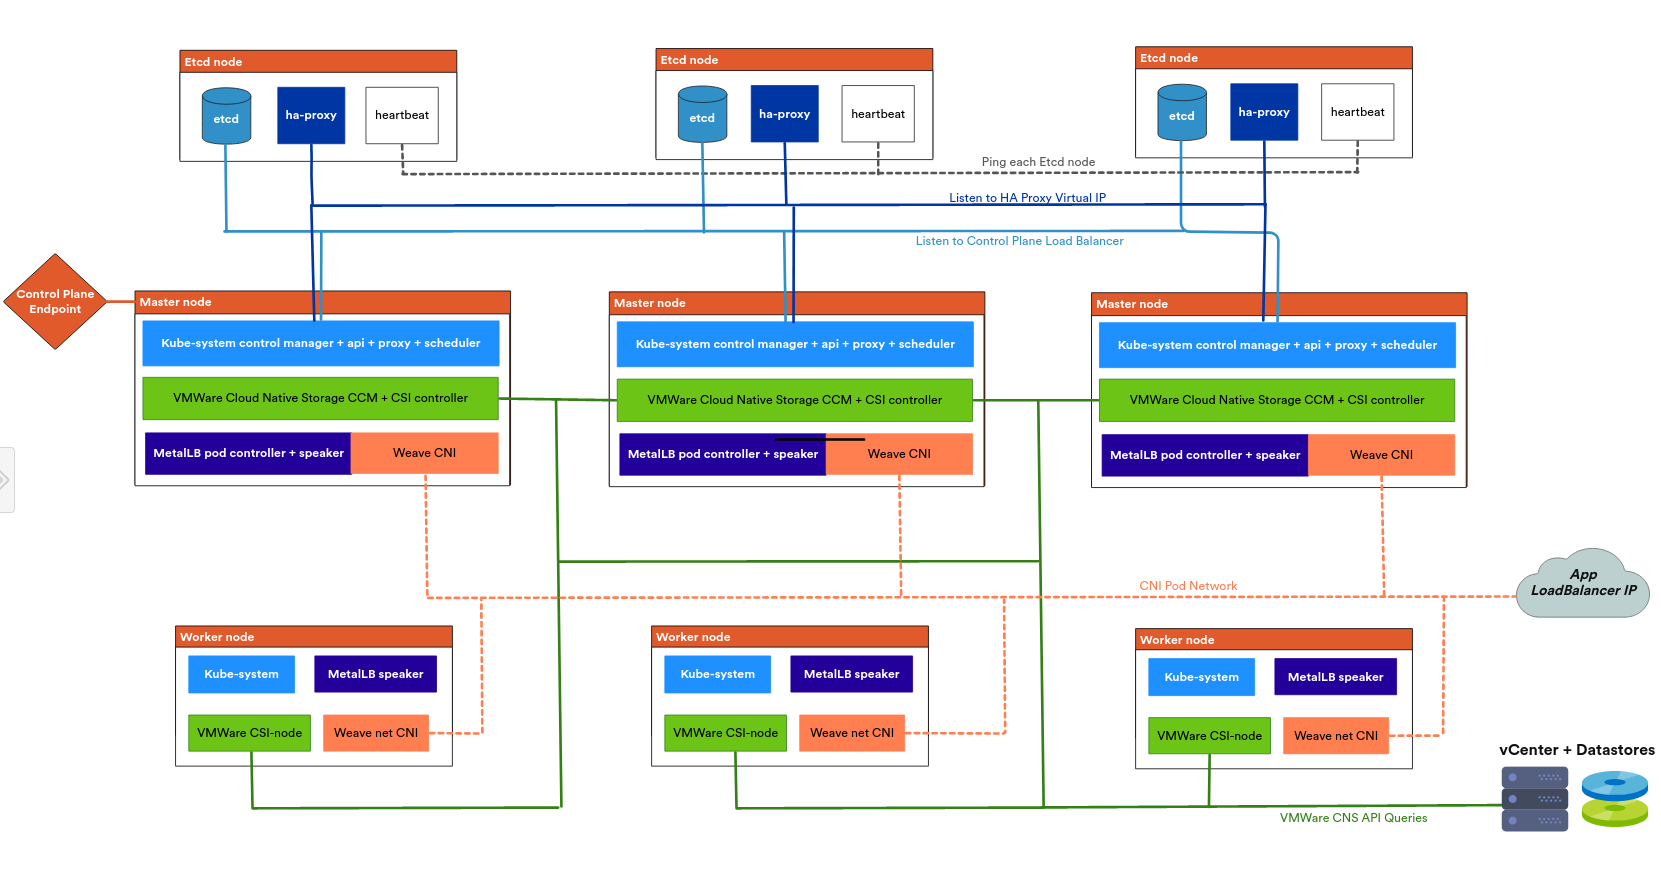 Etcd node
etcd
ha-proxy
heartbeat
Etcd node
etcd
ha-proxy
heartbeat
Etcd node
etcd
ha-proxy
heartbeat
Ping each Etcd node
Listen to HA Proxy Virtual IP
Listen to Control Plane Load Balancer
Control Plane
Endpoint
Master node
Kube-system control manager + api + proxy + scheduler
VMWare Cloud Native Storage CCM + CSI controller
MetalLB pod controller + speaker
Weave CNI
Master node
Kube-system control manager + api + proxy + scheduler
VMWare Cloud Native Storage CCM + CSI controller
MetalLB pod controller + speaker
Weave CNI
Master node
Kube-system control manager + api + proxy + scheduler
VMWare Cloud Native Storage CCM + CSI controller
MetalLB pod controller + speaker
Weave CNI
CNI Pod Network
App
LoadBalancer IP
Worker node
Kube-system
MetalLB speaker
VMWare CSI-node
Weave net CNI
Worker node
Kube-system
MetalLB speaker
VMWare CSI-node
Weave net CNI
Worker node
Kube-system
MetalLB speaker
VMWare CSI-node
Weave net CNI
vCenter + Datastores
VMWare CNS API Queries